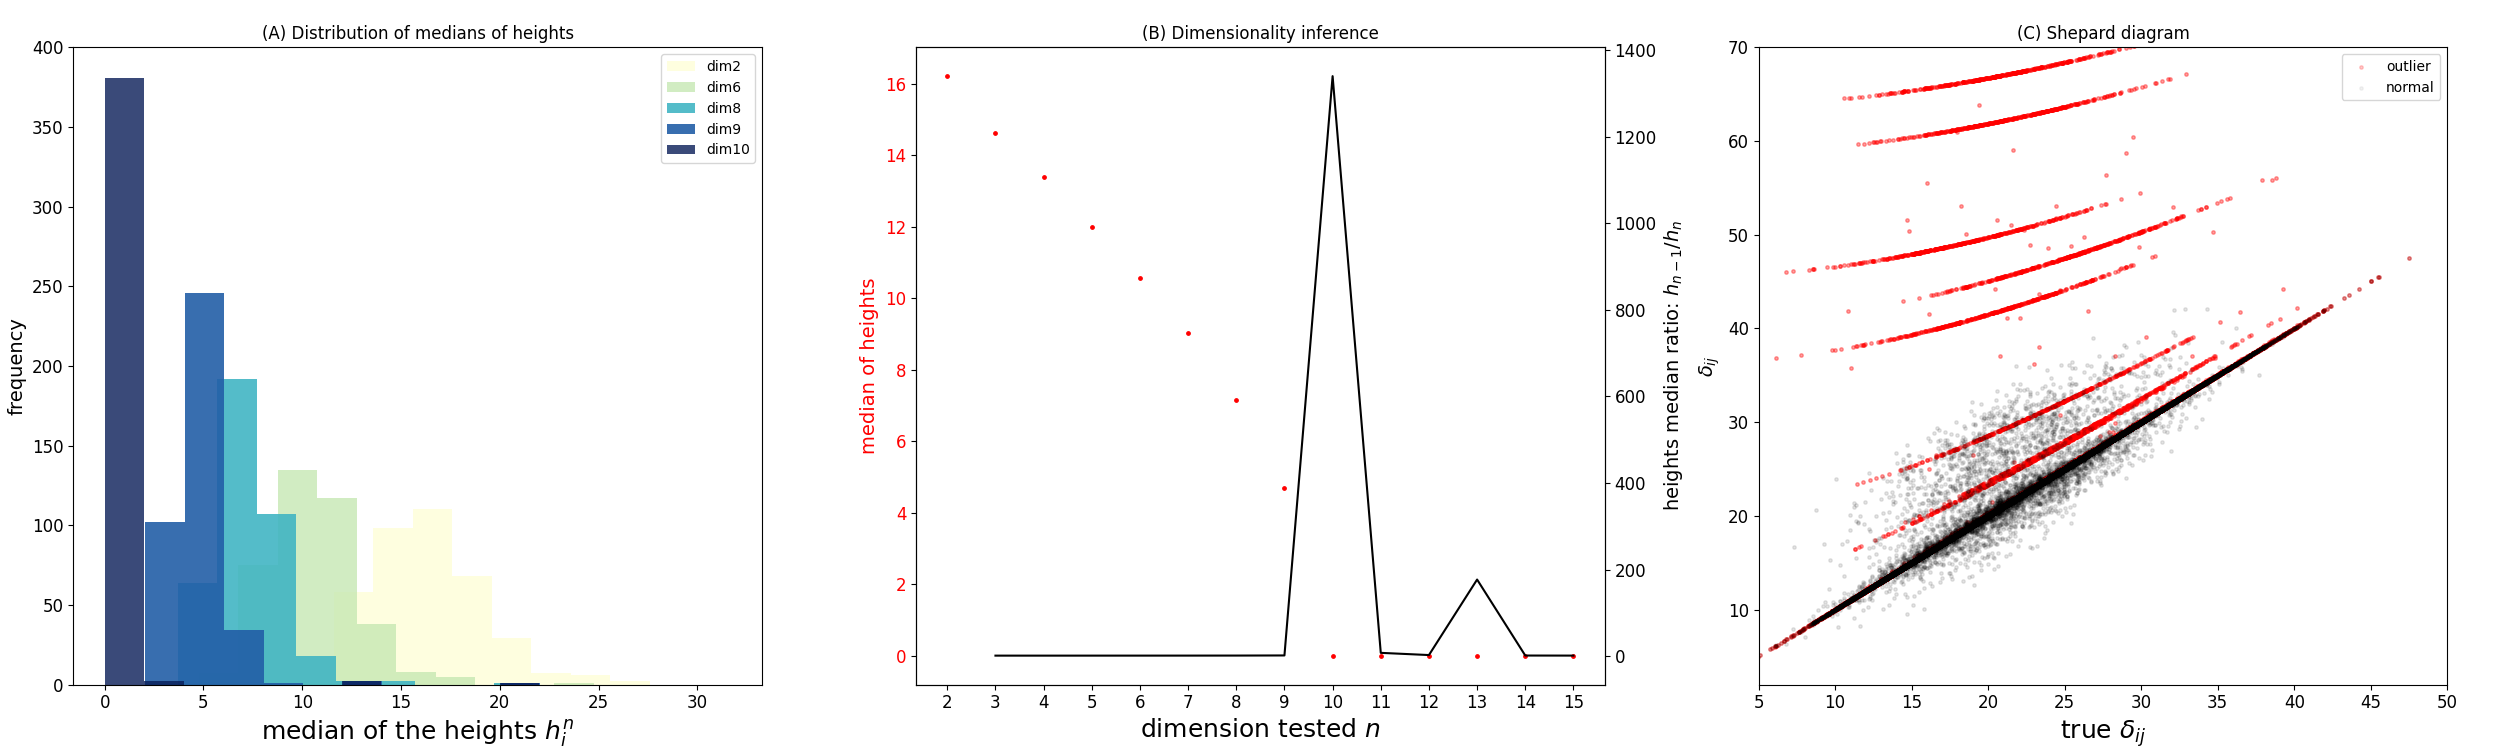 (A) Distribution of medians of heights
400
350
300
250
200
150
100
50
0
frequency
0 5 10 15 20 25 30
median of the heights $h_i^n$
dim2
dim6
dim8
dim9
dim10
(B) Dimensionality inference
16
14
12
10
8
6
4
2
0
median of heights
1400
1200
1000
800
600
400
200
0
heights median ratio: $h_{n-1}/h_n$
2 3 4 5 6 7 8 9 10 11 12 13 14 15
dimension tested $n$
(C) Shepard diagram
70
60
50
40
30
20
10
$\delta_{ij}$
5 10 15 20 25 30 35 40 45 50
true $\delta_{ij}$
outlier
normal